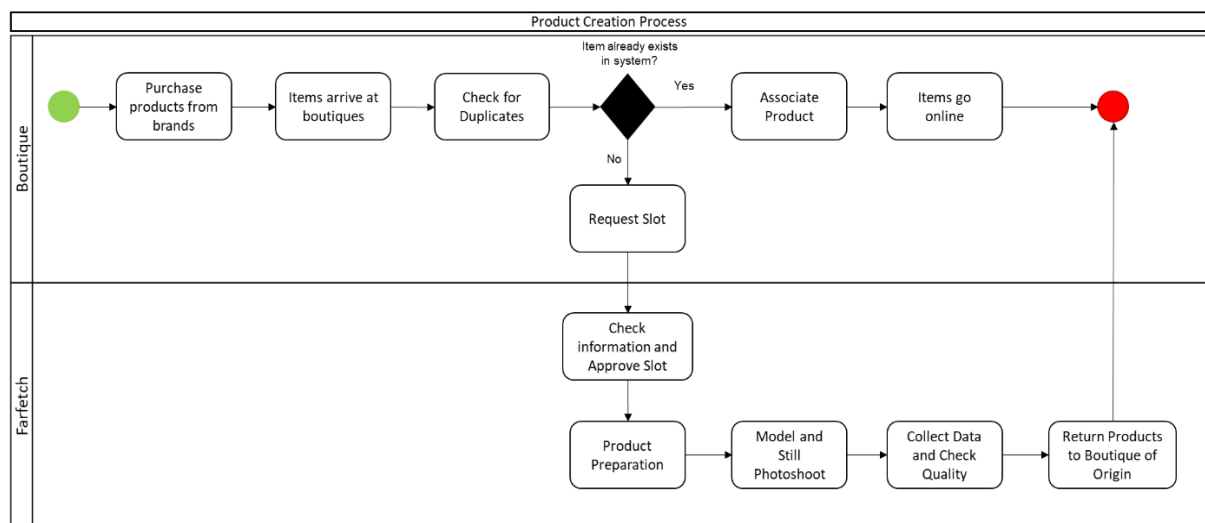 Product Creation Process
Boutique
Item already exists
in system?
Purchase
products from
brands
Items arrive at
boutiques
Check for
Duplicates
Yes
Associate
Product
Items go
online
No
Request Slot
Farfetch
Check
information and
Approve Slot
Product
Preparation
Model and
Still
Photoshoot
Collect Data
and Check
Quality
Return Products
to Boutique of
Origin